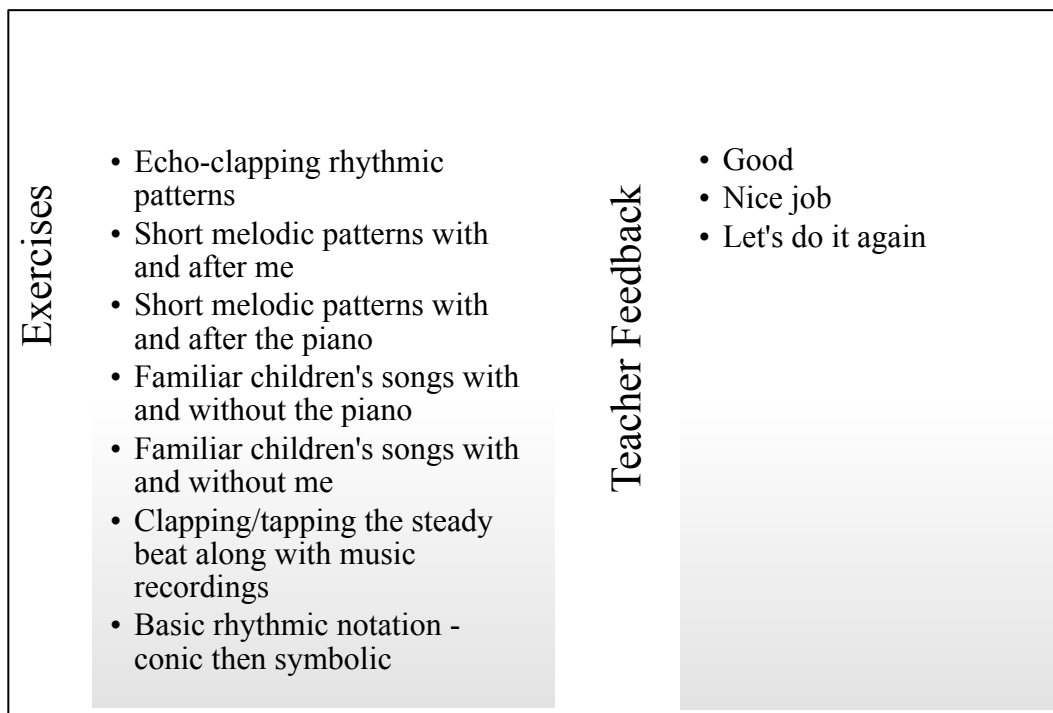 Exercises
• Echo-clapping rhythmic
patterns
• Short melodic patterns with
and after me
• Short melodic patterns with
and after the piano
• Familiar children's songs with
and without the piano
• Familiar children's songs with
and without me
• Clapping/tapping the steady
beat along with music
recordings
• Basic rhythmic notation -
conic then symbolic
Teacher Feedback
• Good
• Nice job
• Let's do it again